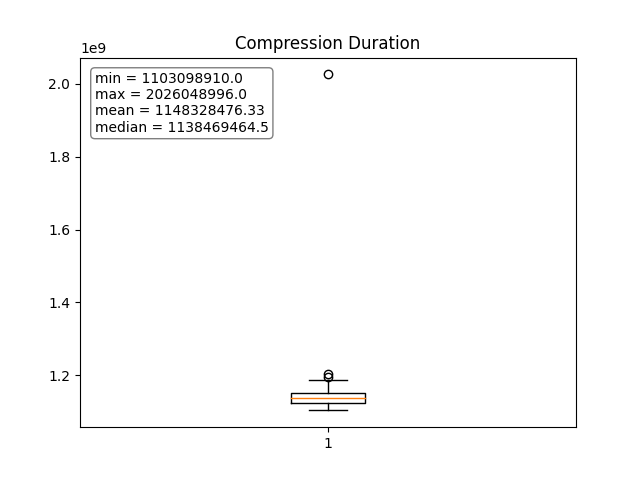 Compression Duration
1e9
min = 1103098910.0
max = 2026048996.0
mean = 1148328476.33
median = 1138469464.5
2.0
1.8
1.6
1.4
1.2
1